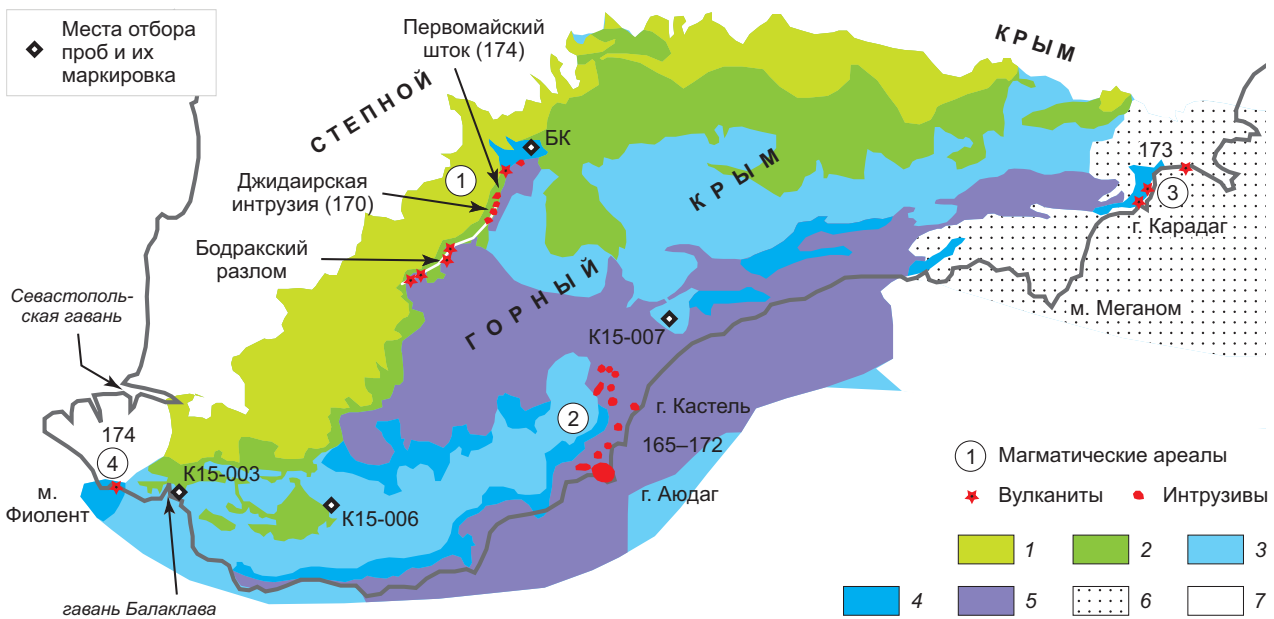 Места отбора
проб и их
маркировка
Первомайский
шток (174)
КРЫМ
СТЕПНОЙ
БК
1
Джидаирская
интрузия (170)
КРЫМ
173
3
г. Карадаг
Бодракский
разлом
ГОРНЫЙ
Севастополь-
ская гавань
м. Меганом
К15-007
2
г. Кастель
165–172
г. Аюдаг
174
4
К15-003
м.
Фиолент
К15-006
гавань Балаклава
1 Магматические ареалы
Вулканиты Интрузивы
1 2 3
4 5 6 7